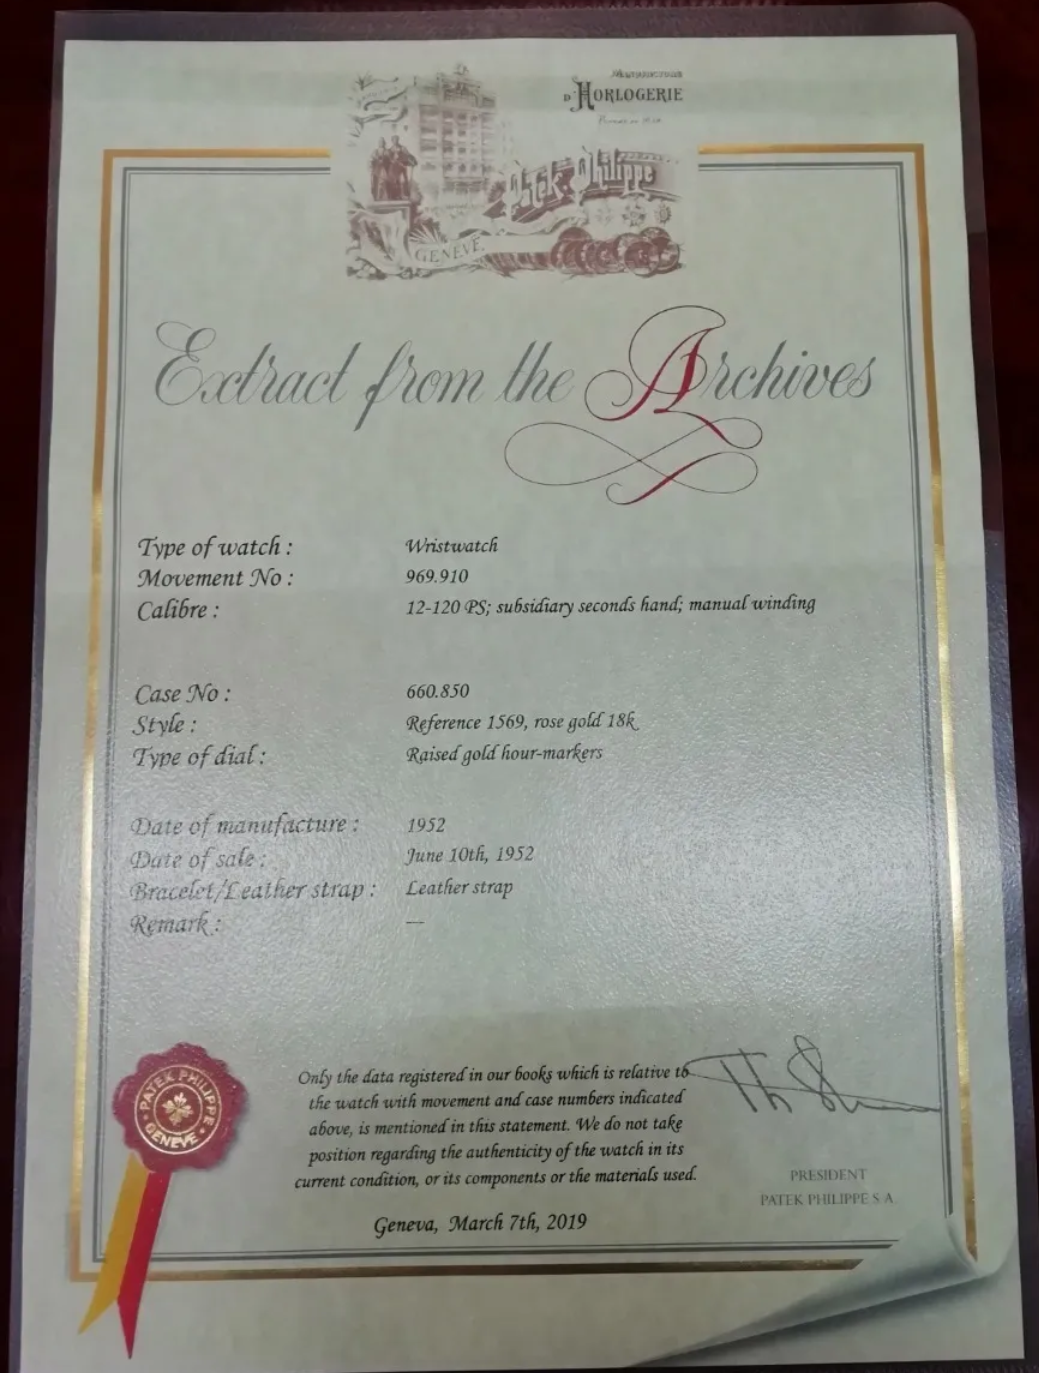 D'HORLOGERIE
Patek Philippe
GENÈVE
Extract from the Archives
Type of watch : Wristwatch
Movement No : 969.910
Calibre : 12-120 PS; subsidiary seconds hand; manual winding
Case No : 660.850
Style : Reference 1569, rose gold 18k
Type of dial : Raised gold hour-markers
Date of manufacture : 1952
Date of sale : June 10th, 1952
Bracelet/Leather strap : Leather strap
Remark : —
Only the data registered in our books which is relative to
the watch with movement and case numbers indicated
above, is mentioned in this statement. We do not take
position regarding the authenticity of the watch in its
current condition, or its components or the materials used.
Geneva, March 7th, 2019
PRESIDENT
PATEK PHILIPPE S.A.
PATEK PHILIPPE
GENEVE